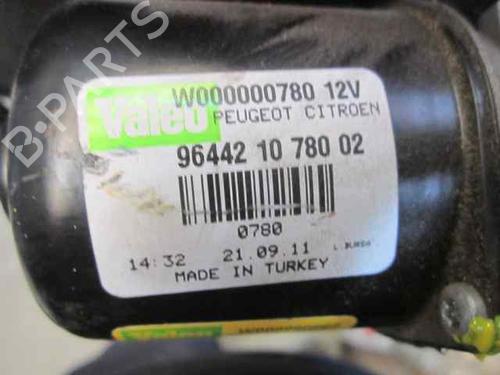 B-PARTS
W000000780 12V
Valeo
PEUGEOT CITROEN
96442 10 780 02
0780
14:32 21.09.11 L.BURSA
MADE IN TURKEY